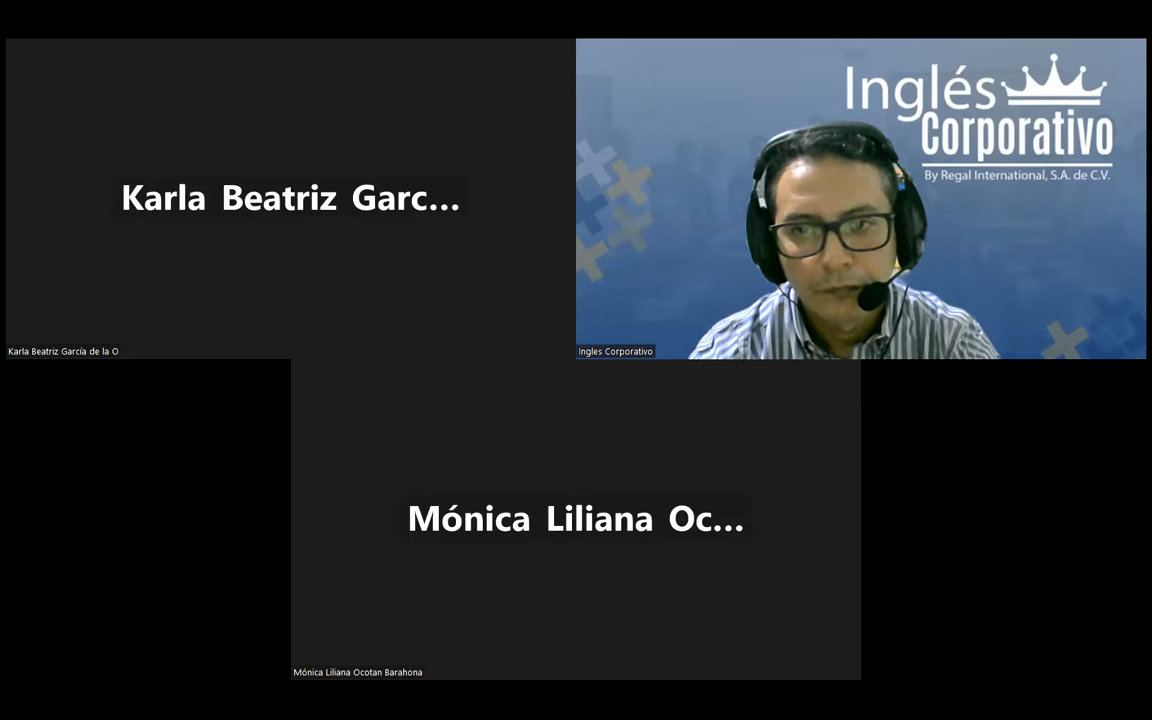 Karla Beatriz Garc...
Karla Beatriz García de la O
Inglés
Corporativo
By Regal International, S.A. de C.V.
Ingles Corporativo
Mónica Liliana Oc...
Mónica Liliana Ocotan Barahona